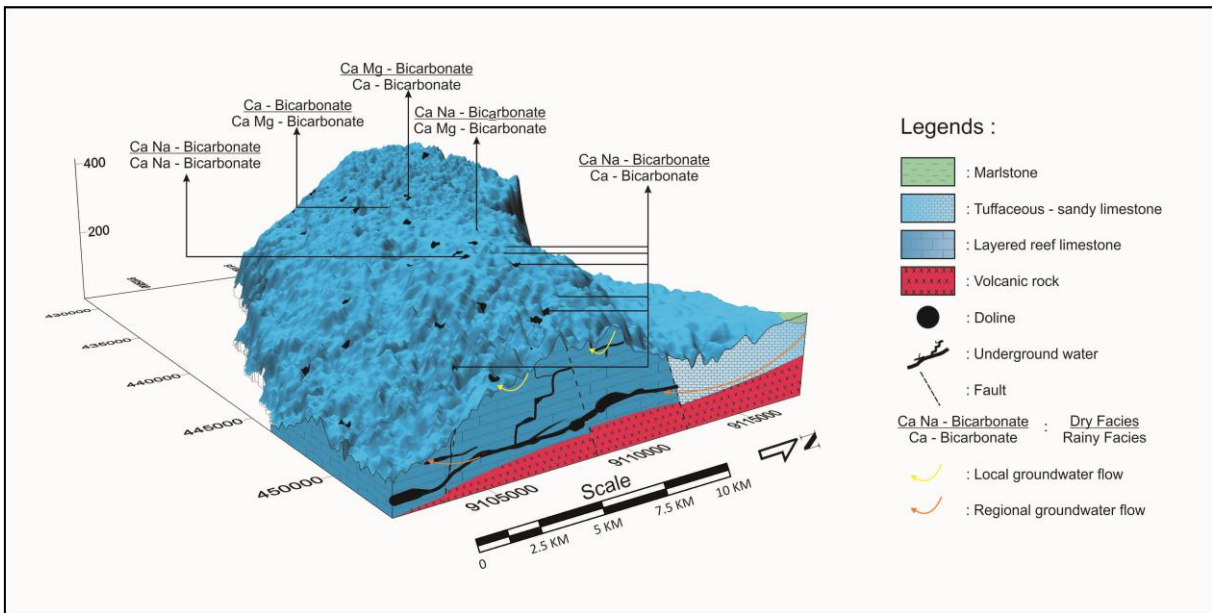 Ca Mg - Bicarbonate
Ca - Bicarbonate
Ca - Bicarbonate
Ca Mg - Bicarbonate
Ca Na - Bicarbonate
Ca Mg - Bicarbonate
Ca Na - Bicarbonate
Ca Na - Bicarbonate
Ca Na - Bicarbonate
Ca - Bicarbonate
400
200
430000
435000
440000
445000
450000
9105000
9110000
9115000
Scale
0
2.5 KM
5 KM
7.5 KM
10 KM
N
Legends :
: Marlstone
: Tuffaceous - sandy limestone
: Layered reef limestone
: Volcanic rock
: Doline
: Underground water
: Fault
Ca Na - Bicarbonate : Dry Facies
Ca - Bicarbonate Rainy Facies
: Local groundwater flow
: Regional groundwater flow